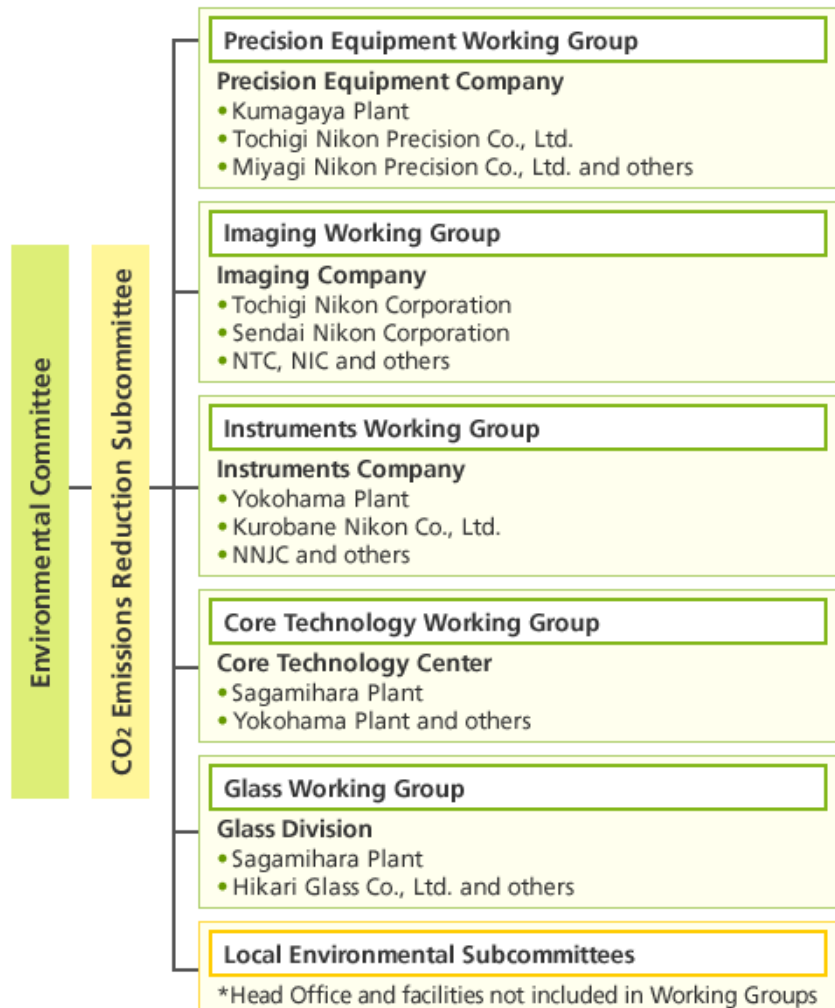 Environmental Committee
CO2 Emissions Reduction Subcommittee
Precision Equipment Working Group
Precision Equipment Company
• Kumagaya Plant
• Tochigi Nikon Precision Co., Ltd.
• Miyagi Nikon Precision Co., Ltd. and others
Imaging Working Group
Imaging Company
• Tochigi Nikon Corporation
• Sendai Nikon Corporation
• NTC, NIC and others
Instruments Working Group
Instruments Company
• Yokohama Plant
• Kurobane Nikon Co., Ltd.
• NNJC and others
Core Technology Working Group
Core Technology Center
• Sagamihara Plant
• Yokohama Plant and others
Glass Working Group
Glass Division
• Sagamihara Plant
• Hikari Glass Co., Ltd. and others
Local Environmental Subcommittees
*Head Office and facilities not included in Working Groups